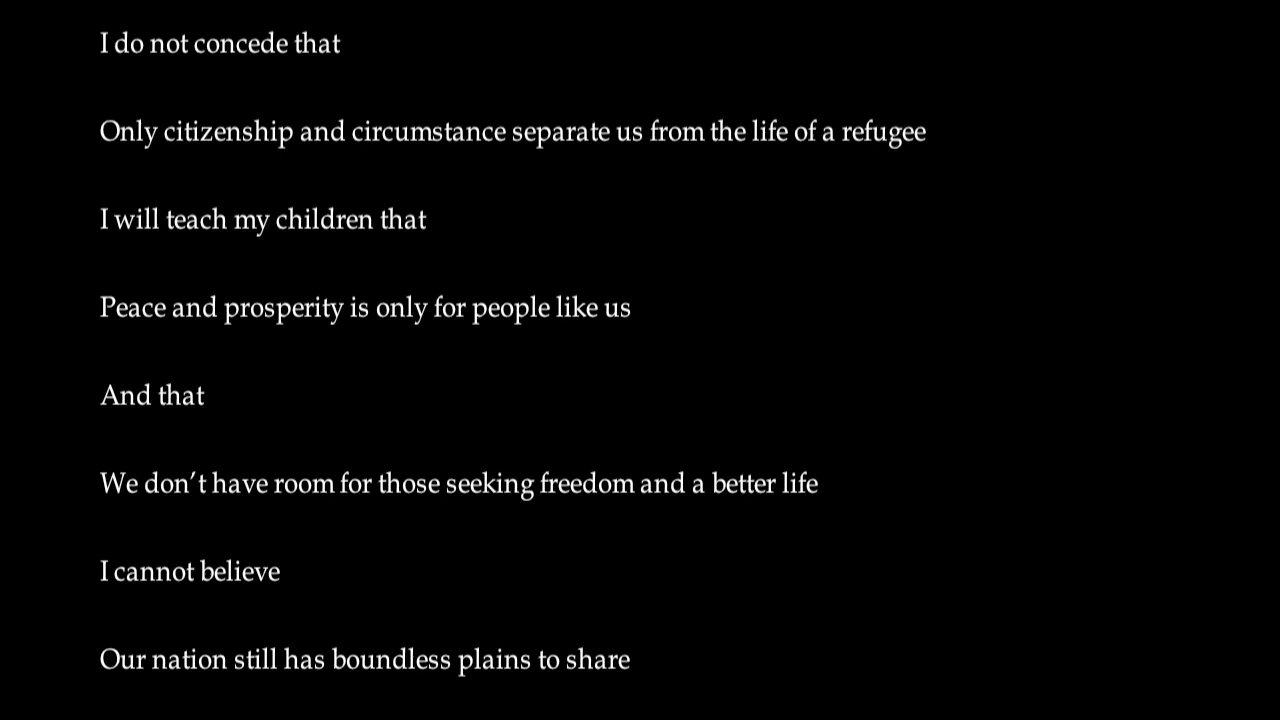 I do not concede that
Only citizenship and circumstance separate us from the life of a refugee
I will teach my children that
Peace and prosperity is only for people like us
And that
We don’t have room for those seeking freedom and a better life
I cannot believe
Our nation still has boundless plains to share